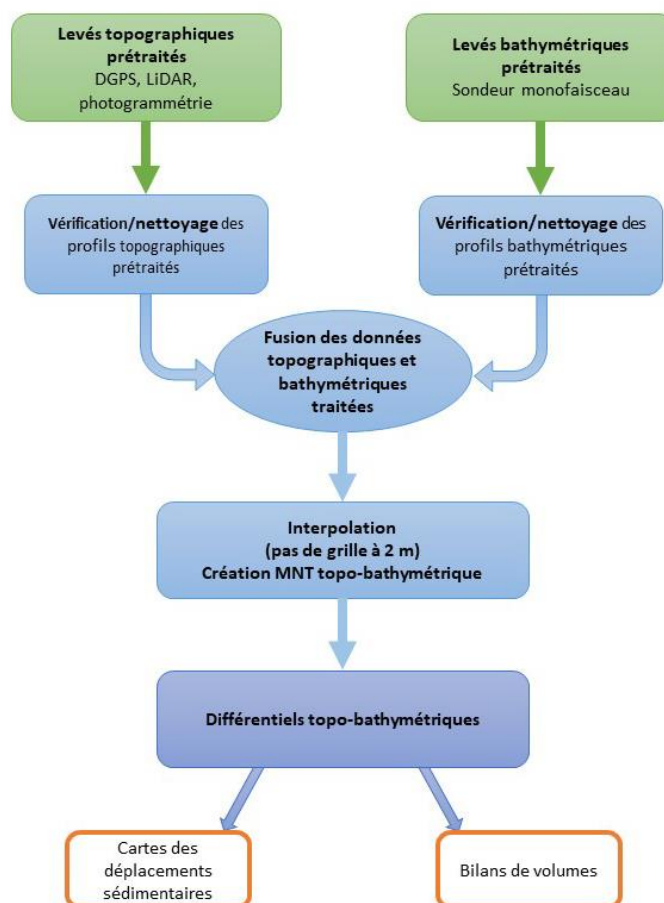 Levés topographiques
prétraités
DGPS, LiDAR,
photogrammétrie
Levés bathymétriques
prétraités
Sondeur monofaisceau
Vérification/nettoyage des
profils topographiques
prétraités
Vérification/nettoyage des
profils bathymétriques
prétraités
Fusion des données
topographiques et
bathymétriques
traitées
Interpolation
(pas de grille à 2 m)
Création MNT topo-bathymétrique
Différentiels topo-bathymétriques
Cartes des
déplacements
sédimentaires
Bilans de volumes